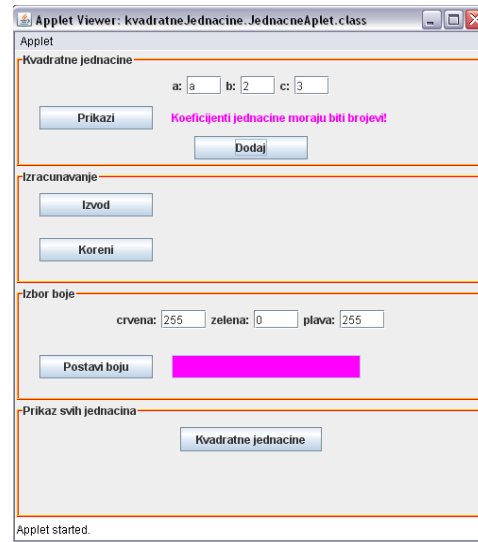 Applet Viewer: kvadratneJednacine.JednacneAplet.class
Applet
Kvadratne jednacine
a: a b: 2 c: 3
Prikazi Koeficijenti jednacine moraju biti brojevi!
Dodaj
Izracunavanje
Izvod
Koreni
Izbor boje
crvena: 255 zelena: 0 plava: 255
Postavi boju
Prikaz svih jednacina
Kvadratne jednacine
Applet started.